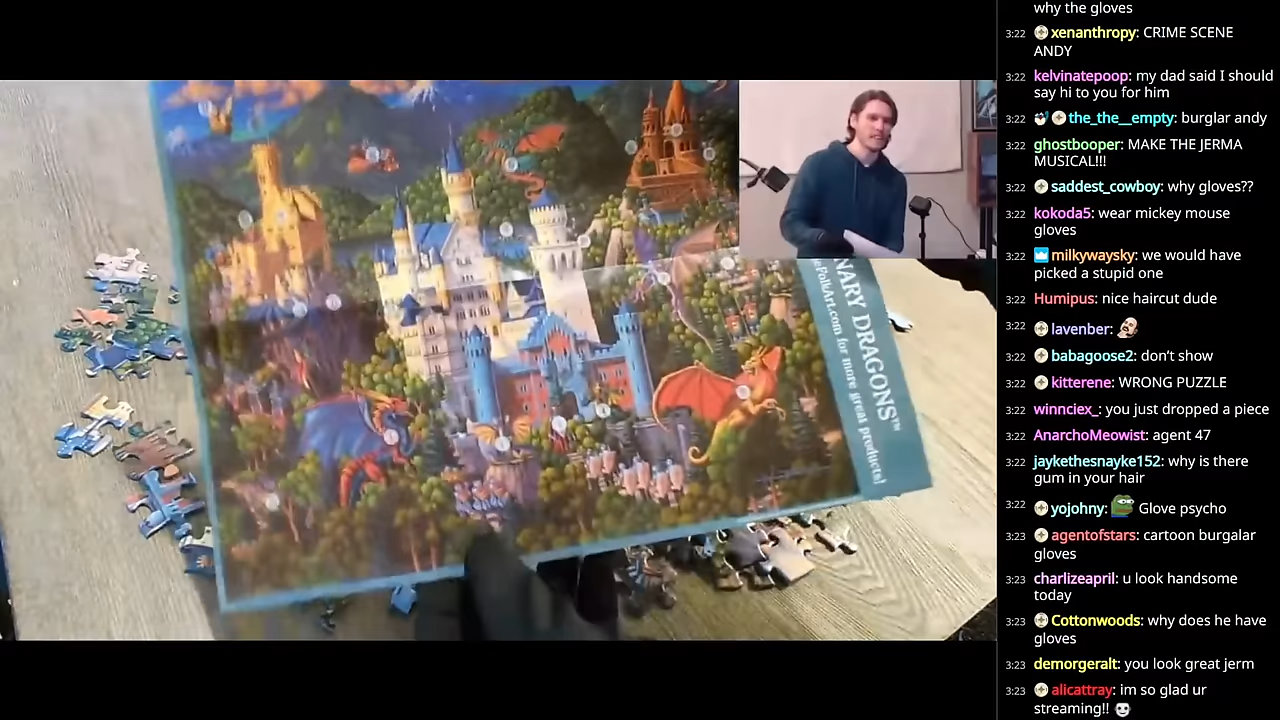 NARY DRAGONS™
eFolkArt.com for more great products!
why the gloves
3:22 xenanthropy: CRIME SCENE
ANDY
3:22 kelvinatepoop: my dad said I should
say hi to you for him
3:22 the_the__empty: burglar andy
3:22 ghostbooper: MAKE THE JERMA
MUSICAL!!!
3:22 saddest_cowboy: why gloves??
3:22 kokoda5: wear mickey mouse
gloves
3:22 milkywaysky: we would have
picked a stupid one
3:22 Humipus: nice haircut dude
3:22 lavenber:
3:22 babagoose2: don’t show
3:22 kitterene: WRONG PUZZLE
3:22 winnciex_: you just dropped a piece
3:22 AnarchoMeowist: agent 47
3:22 jaykethesnayke152: why is there
gum in your hair
3:22 yojohny: Glove psycho
3:23 agentofstars: cartoon burgalar
gloves
3:23 charlizeapril: u look handsome
today
3:23 Cottonwoods: why does he have
gloves
3:23 demorgeralt: you look great jerm
3:23 alicattray: im so glad ur
streaming!!